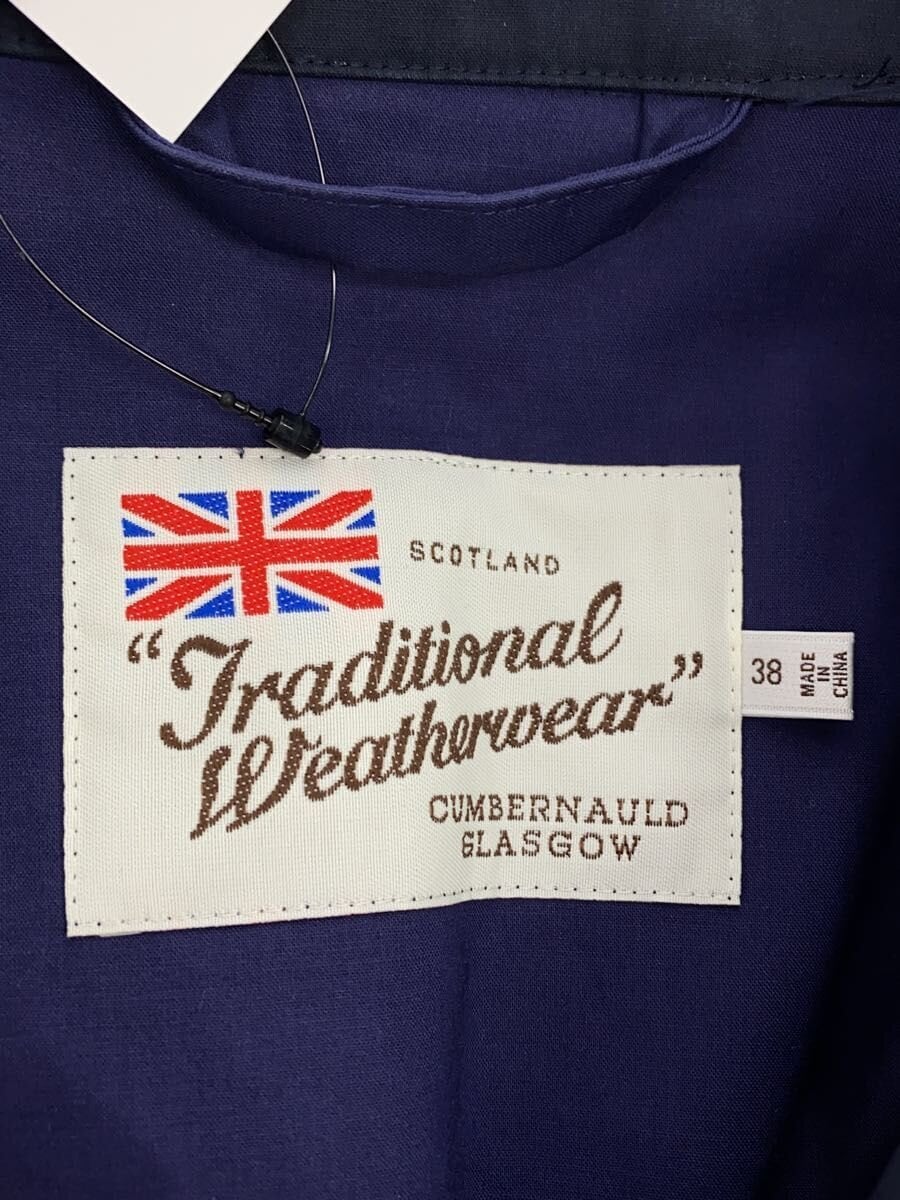 SCOTLAND
“Traditional
Weatherwear”
CUMBERNAULD
GLASGOW
38
MADE
IN
CHINA